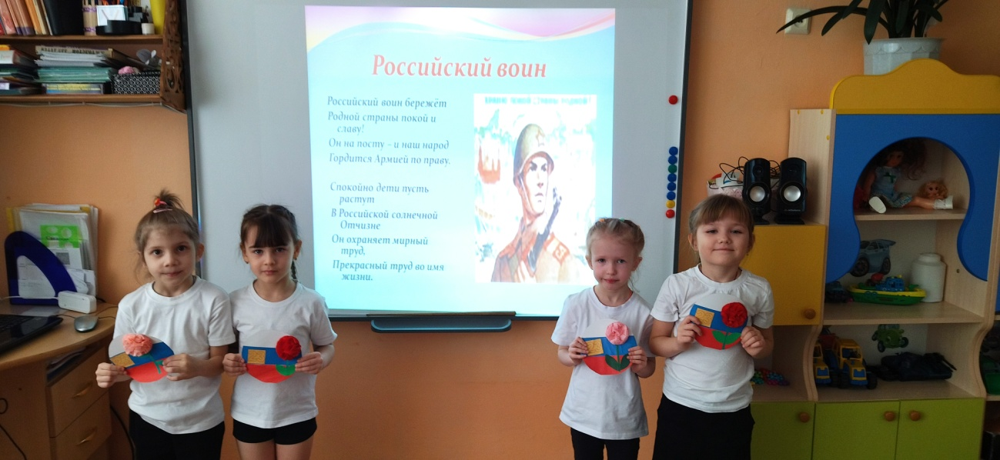 Российский воин
Российский воин бережёт
Родной страны покой и
славу!
Он на посту – и наш народ
Гордится Армией по праву.
Спокойно дети пусть
растут
В Российской солнечной
Отчизне
Он охраняет мирный
труд,
Прекрасный труд во имя
жизни.